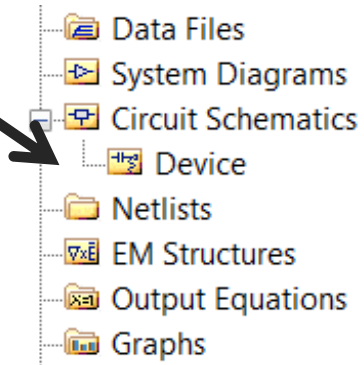 Data Files
System Diagrams
Circuit Schematics
Device
Netlists
EM Structures
Output Equations
Graphs